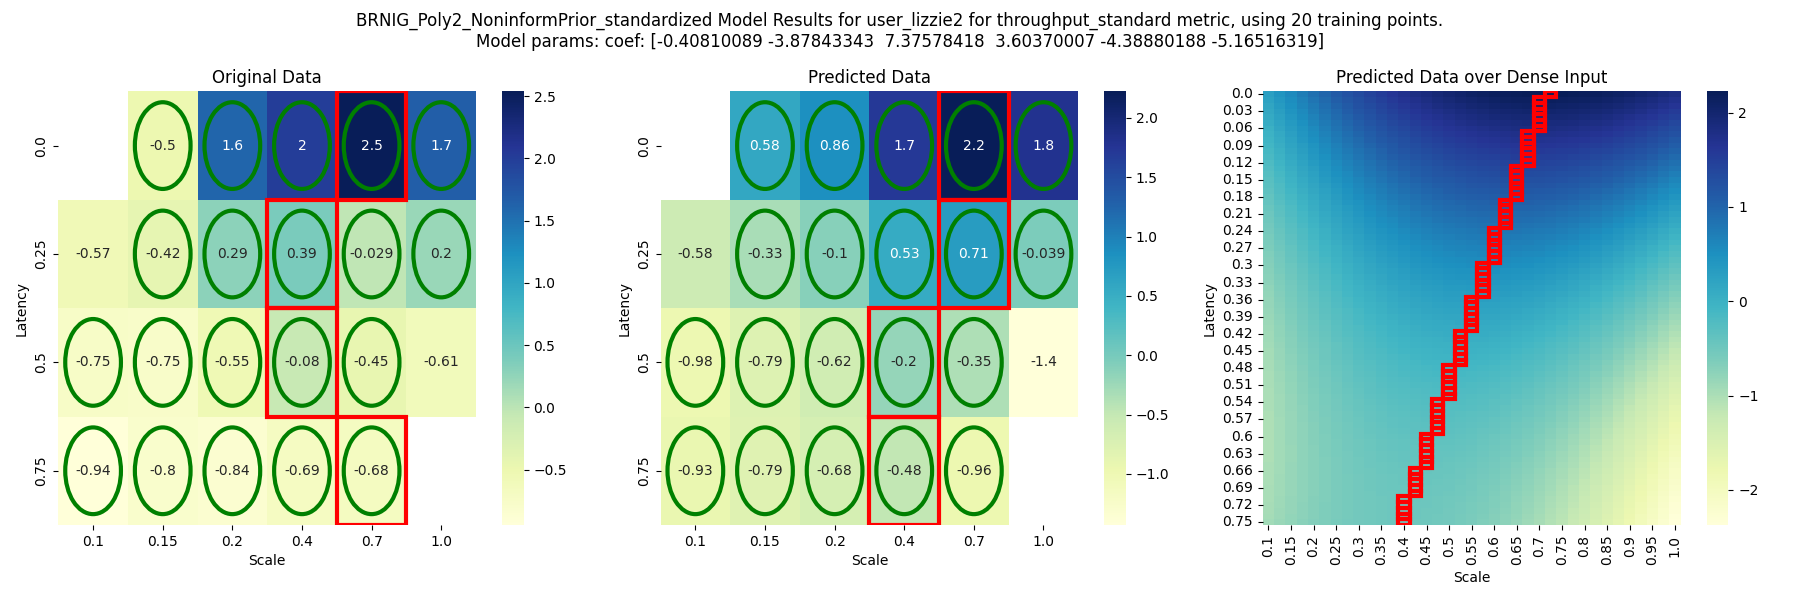 BRNIG_Poly2_NoninformPrior_standardized Model Results for user_lizzie2 for throughput_standard metric, using 20 training points.
Model params: coef: [-0.40810089 -3.87843343 7.37578418 3.60370007 -4.38880188 -5.16516319]
Original Data
Latency
0.0
-0.5 1.6 2 2.5 1.7
0.25
-0.57 -0.42 0.29 0.39 -0.029 0.2
0.5
-0.75 -0.75 -0.55 -0.08 -0.45 -0.61
0.75
-0.94 -0.8 -0.84 -0.69 -0.68
0.1 0.15 0.2 0.4 0.7 1.0
Scale
2.5
2.0
1.5
1.0
0.5
0.0
−0.5
Predicted Data
Latency
0.0
0.58 0.86 1.7 2.2 1.8
0.25
-0.58 -0.33 -0.1 0.53 0.71 -0.039
0.5
-0.98 -0.79 -0.62 -0.2 -0.35 -1.4
0.75
-0.93 -0.79 -0.68 -0.48 -0.96
0.1 0.15 0.2 0.4 0.7 1.0
Scale
2.0
1.5
1.0
0.5
0.0
−0.5
−1.0
Predicted Data over Dense Input
Latency
0.0
0.03
0.06
0.09
0.12
0.15
0.18
0.21
0.24
0.27
0.3
0.33
0.36
0.39
0.42
0.45
0.48
0.51
0.54
0.57
0.6
0.63
0.66
0.69
0.72
0.75
0.1 0.15 0.2 0.25 0.3 0.35 0.4 0.45 0.5 0.55 0.6 0.65 0.7 0.75 0.8 0.85 0.9 0.95 1.0
Scale
2
1
0
−1
−2